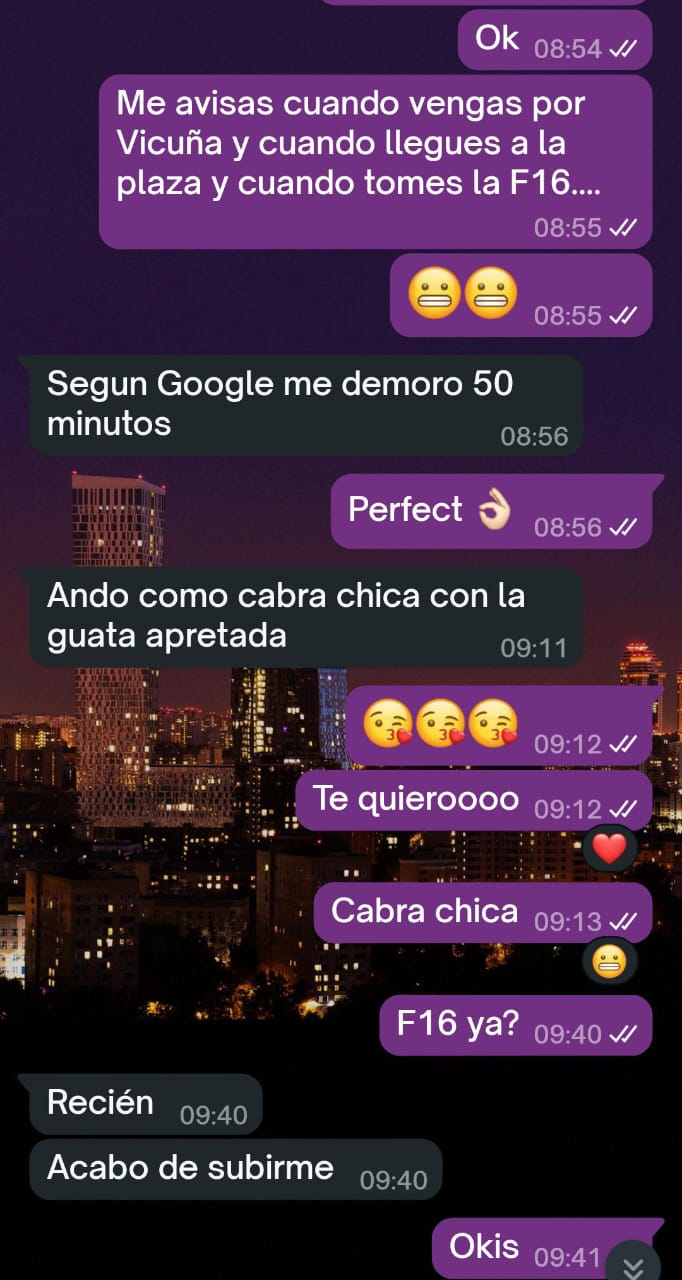 Ok 08:54
Me avisas cuando vengas por
Vicuña y cuando llegues a la
plaza y cuando tomes la F16....
08:55
😬😬 08:55
Segun Google me demoro 50
minutos
08:56
Perfect 👌🏻 08:56
Ando como cabra chica con la
guata apretada
09:11
😘😘😘 09:12
Te quieroooo 09:12
❤️
Cabra chica 09:13
😬
F16 ya? 09:40
Recién 09:40
Acabo de subirme 09:40
Okis 09:41